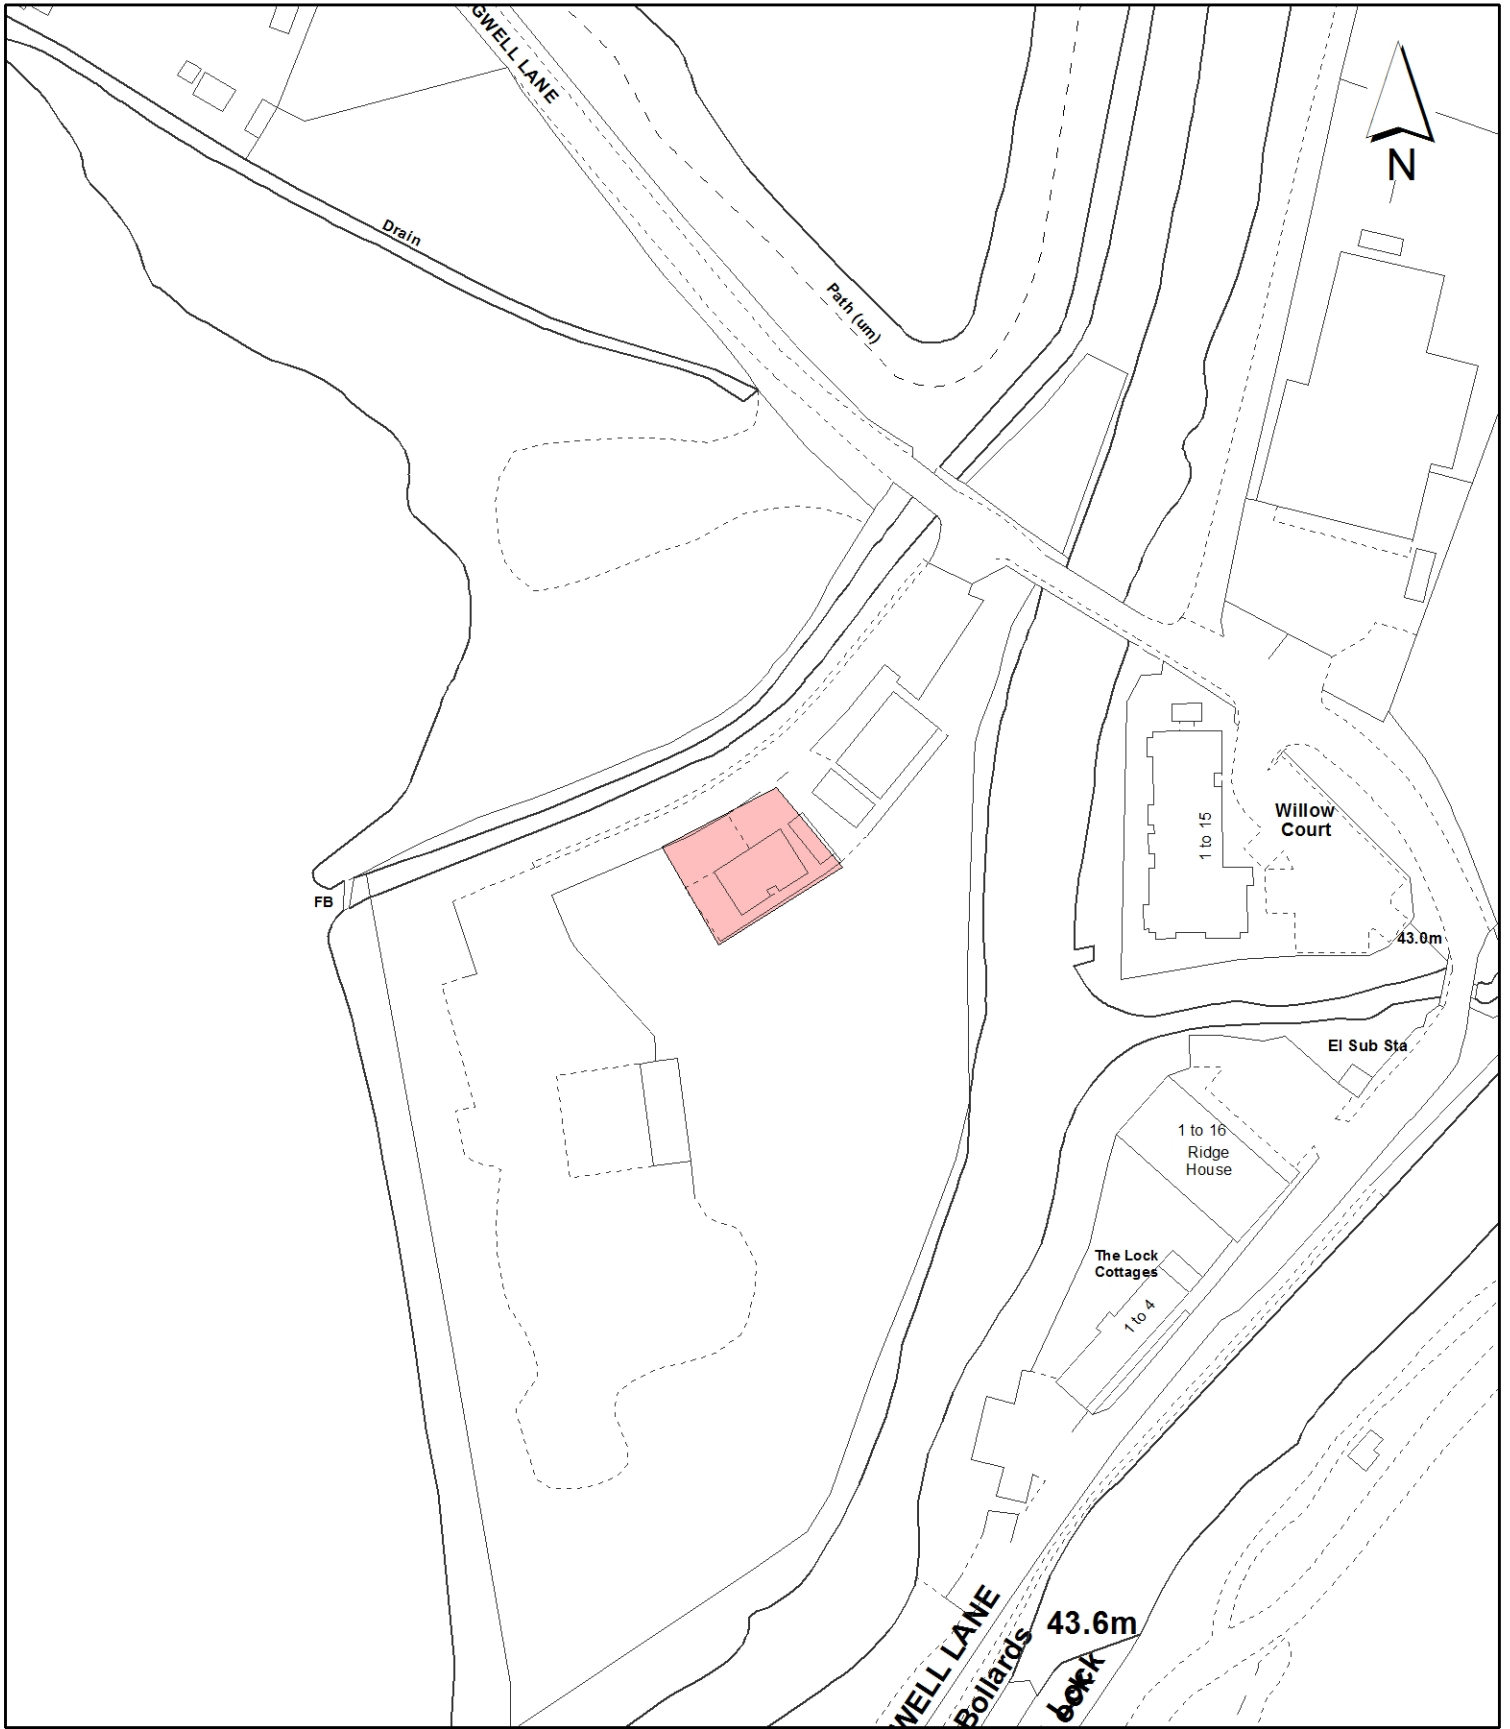 GWELL LANE
N
Drain
Path (um)
1 to 15
Willow
Court
FB
43.0m
El Sub Sta
1 to 16
Ridge
House
The Lock
Cottages
1 to 4
WELL LANE
Bollards
43.6m
Lock